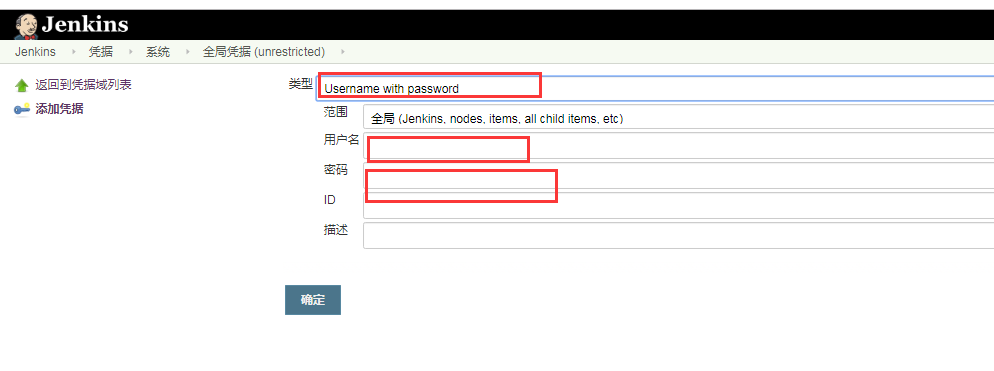 Jenkins
Jenkins 凭据 系统 全局凭据 (unrestricted)
返回到凭据域列表
添加凭据
类型 Username with password
范围 全局 (Jenkins, nodes, items, all child items, etc)
用户名
密码
ID
描述
确定